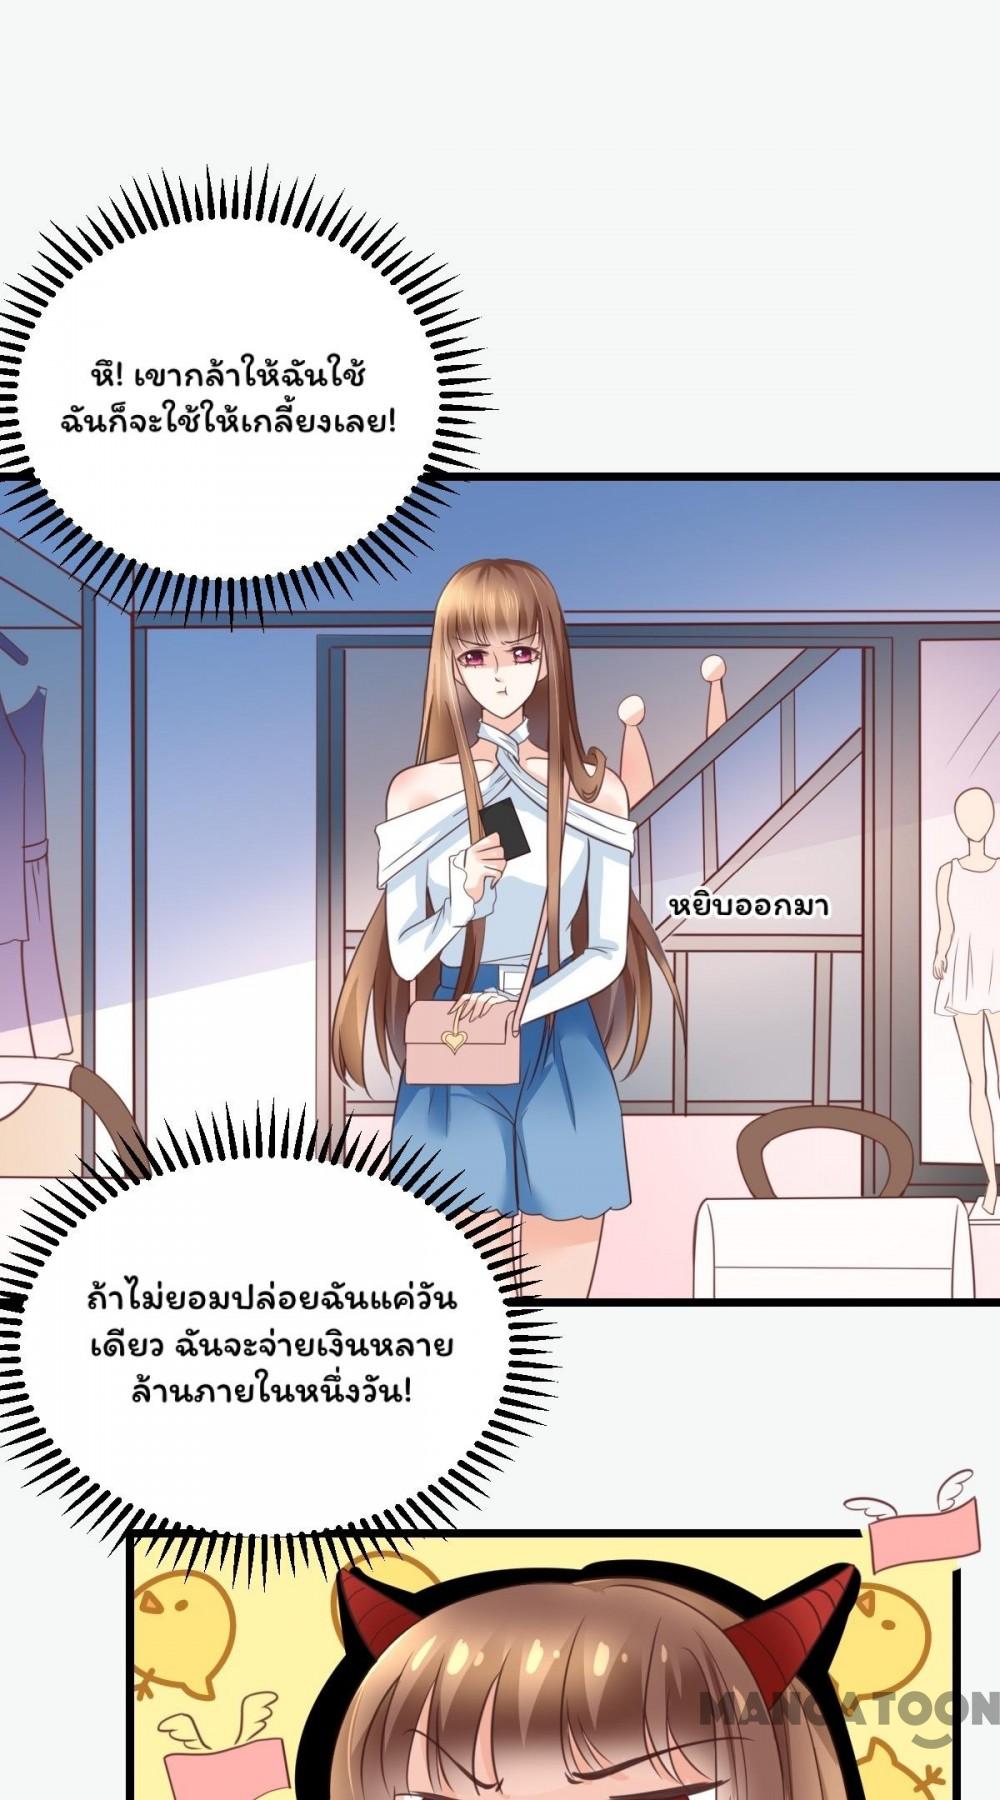 หึ! เขากล้าให้ฉันใช้
ฉันก็จะใช้ให้เกลี้ยงเลย!
หยิบออกมา
ถ้าไม่ยอมปล่อยฉันแค่วัน
เดียว ฉันจะจ่ายเงินหลาย
ล้านภายในหนึ่งวัน!
MANGATOON